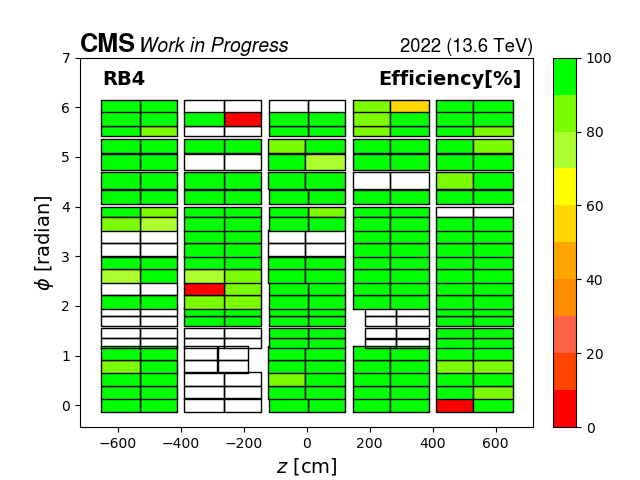 CMS Work in Progress 2022 (13.6 TeV)
RB4 Efficiency[%]
7
6
5
4
3
2
1
0
ϕ [radian]
−600 −400 −200 0 200 400 600
z [cm]
100
80
60
40
20
0